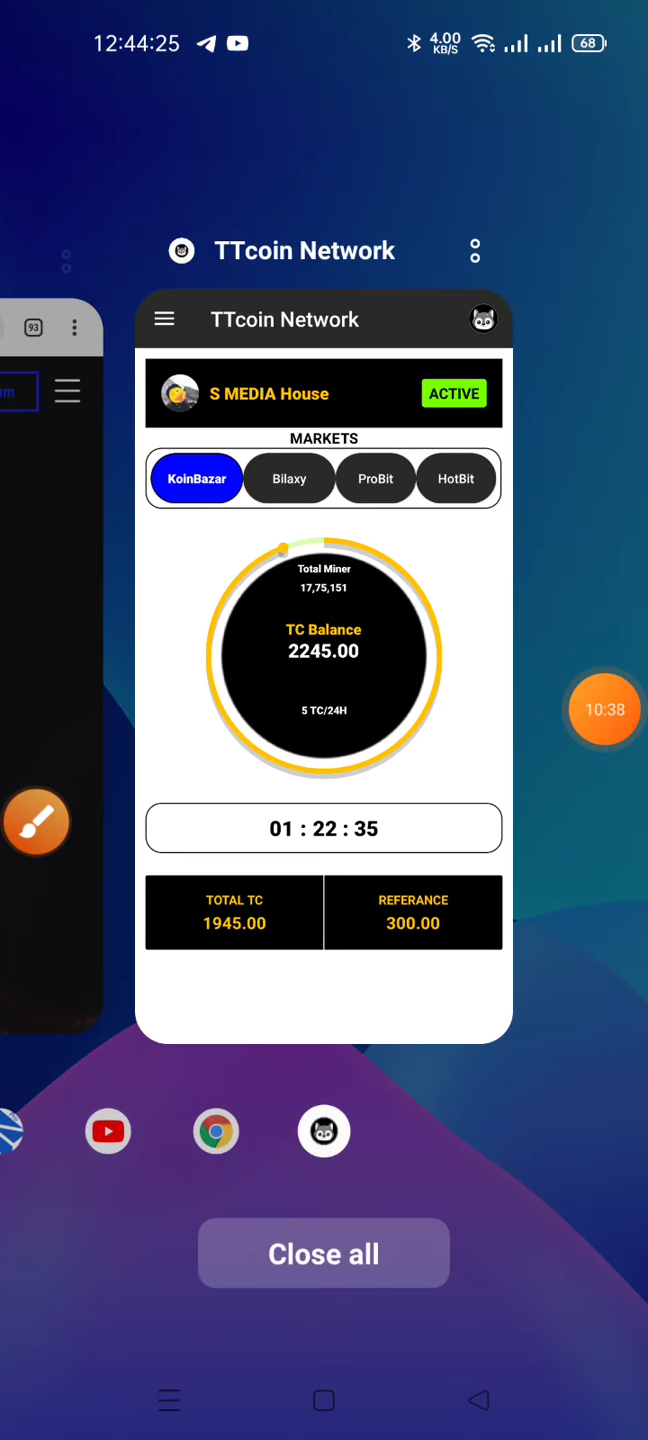 12:44:25
4.00
KB/S
68
TTcoin Network
93
um
TTcoin Network
S MEDIA House
ACTIVE
MARKETS
KoinBazar
Bilaxy
ProBit
HotBit
Total Miner
17,75,151
TC Balance
2245.00
5 TC/24H
10:38
01 : 22 : 35
TOTAL TC
REFERANCE
1945.00
300.00
Close all